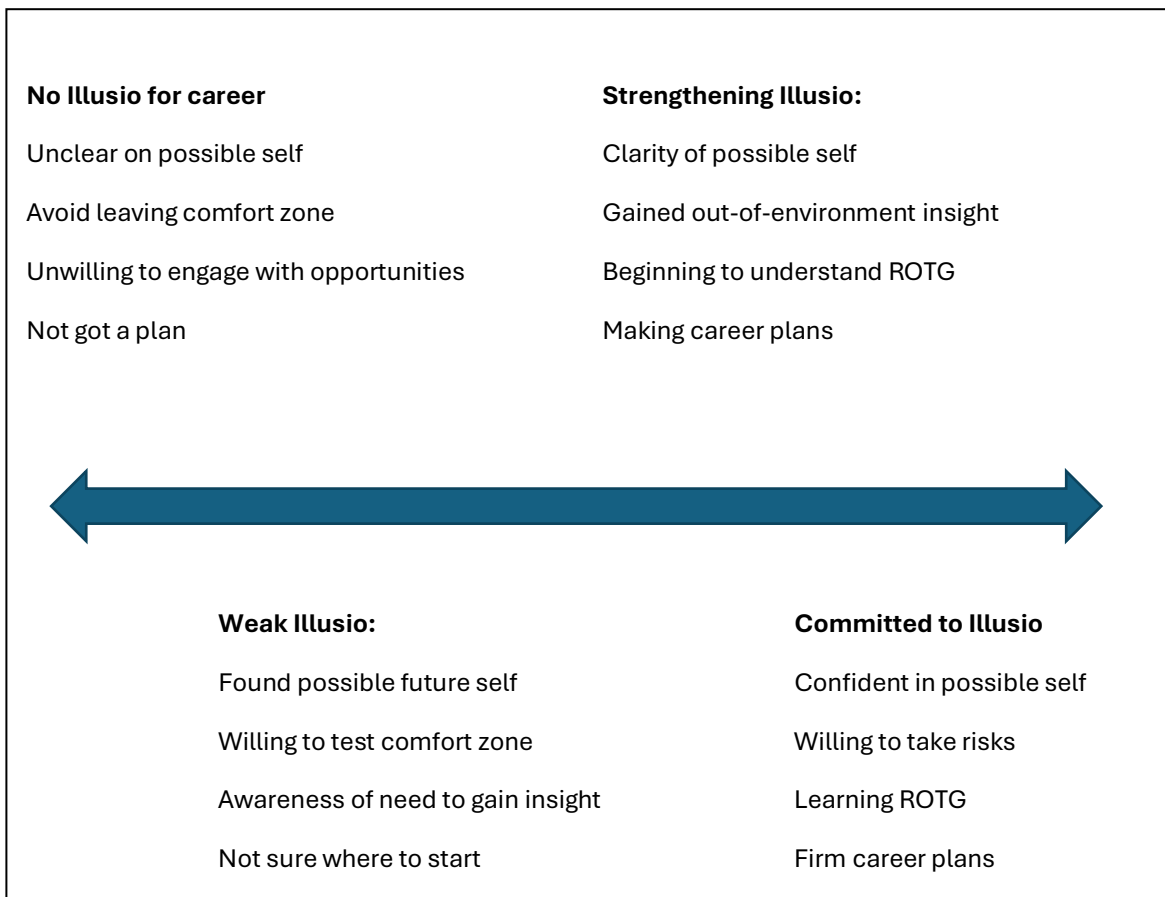 No Illusio for career
Unclear on possible self
Avoid leaving comfort zone
Unwilling to engage with opportunities
Not got a plan
Strengthening Illusio:
Clarity of possible self
Gained out-of-environment insight
Beginning to understand ROTG
Making career plans
Weak Illusio:
Found possible future self
Willing to test comfort zone
Awareness of need to gain insight
Not sure where to start
Committed to Illusio
Confident in possible self
Willing to take risks
Learning ROTG
Firm career plans